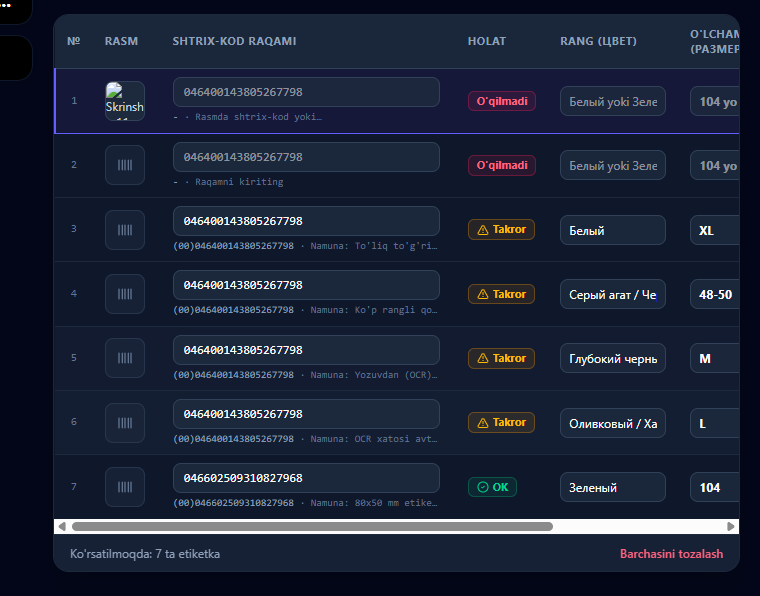 № RASM SHTRIX-KOD RAQAMI HOLAT RANG (ЦВЕТ) O'LCHAM
(РАЗМЕР
1 Skrinsh 046400143805267798 O'qilmadi Белый yoki Зеле 104 yo
- · Rasmda shtrix-kod yoki…
2 046400143805267798 O'qilmadi Белый yoki Зеле 104 yo
- · Raqamni kiriting
3 046400143805267798 Takror Белый XL
(00)046400143805267798 · Namuna: To'liq to'g'ri…
4 046400143805267798 Takror Серый агат / Че 48-50
(00)046400143805267798 · Namuna: Ko'p rangli qo…
5 046400143805267798 Takror Глубокий чернь M
(00)046400143805267798 · Namuna: Yozuvdan (OCR)…
6 046400143805267798 Takror Оливковый / Ха L
(00)046400143805267798 · Namuna: OCR xatosi avt…
7 046602509310827968 OK Зеленый 104
(00)046602509310827968 · Namuna: 80x50 mm etike…
Ko'rsatilmoqda: 7 ta etiketka Barchasini tozalash